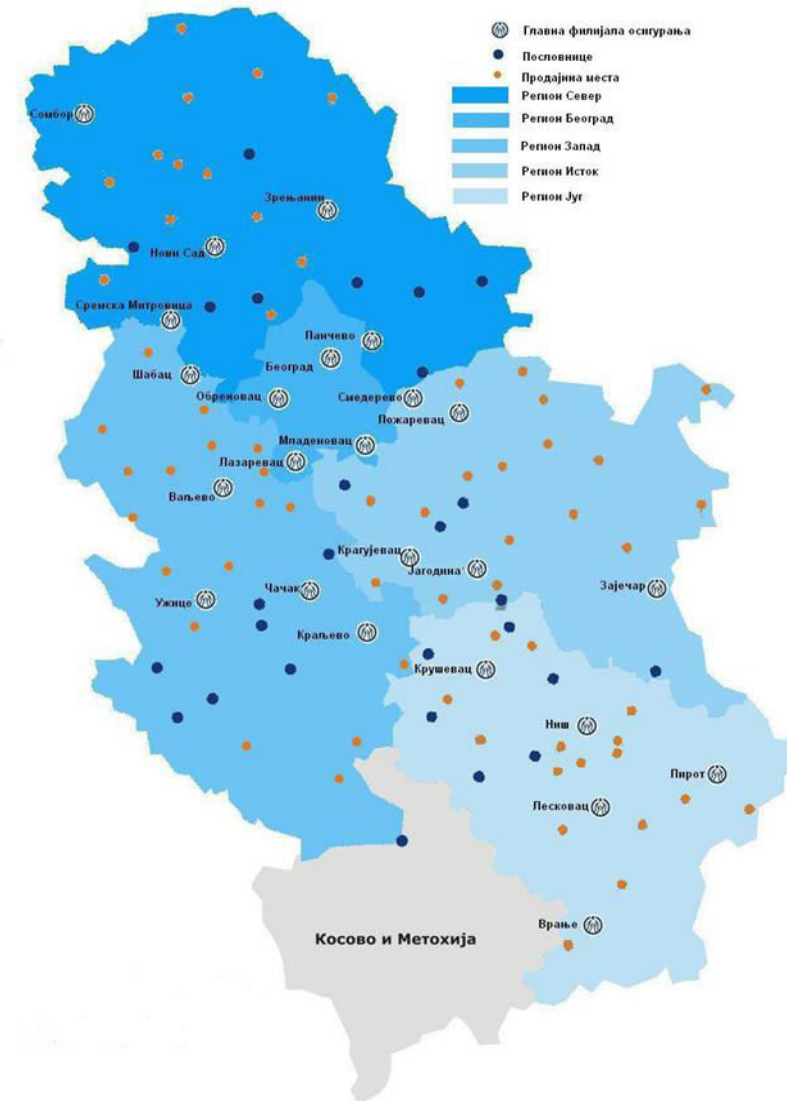 Главна филијала осигурања
Пословнице
Продајина места
Регион Север
Регион Београд
Регион Запад
Регион Исток
Регион Југ
Сомбор
Зрењанин
Нови Сад
Сремска Митровица
Панчево
Београд
Шабац
Обреновац
Смедерево
Пожаревац
Младеновац
Лазаревац
Ваљево
Крагујевац
Јагодина
Чачак
Зајечар
Ужице
Краљево
Крушевац
Ниш
Пирот
Лесковац
Врање
Косово и Метохија